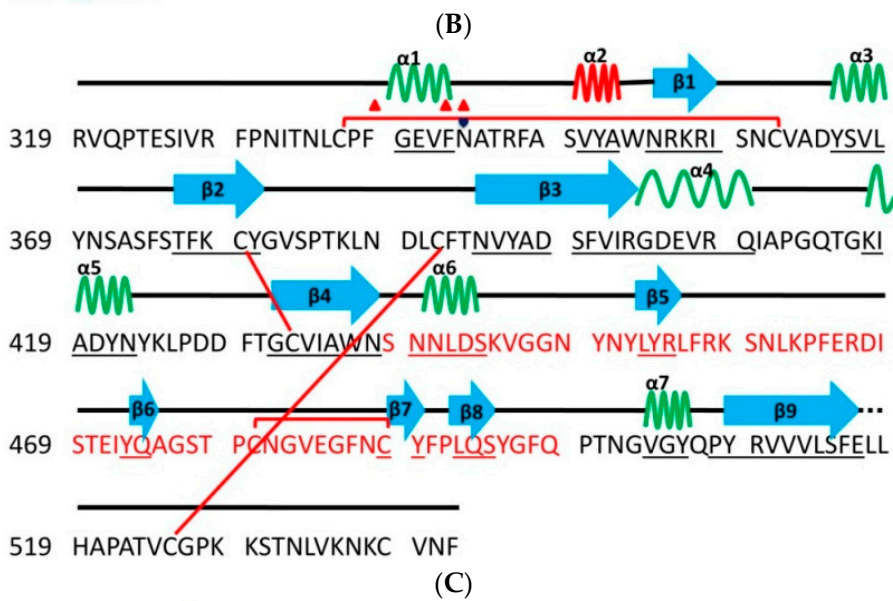 (B)
α1 α2 β1 α3
319 RVQPTESIVR FPNITNLCPF GEVFNATRFA SVYAWNRKRI SNCVADYSVL
β2 β3 α4
369 YNSASFSTFK CYGVSPTKLN DLCFTNVYAD SFVIRGDEVR QIAPGQTGKI
α5 β4 α6 β5
419 ADYNYKLPDD FTGCVIAWNS NNLDSKVGGN YNYLYRLFRK SNLKPFERDI
β6 β7 β8 α7 β9
469 STEIYQAGST PCNGVEGFNC YFPLQSYGFQ PTNGVGYQPY RVVVLSFELL
519 HAPATVCGPK KSTNLVKNKC VNF
(C)